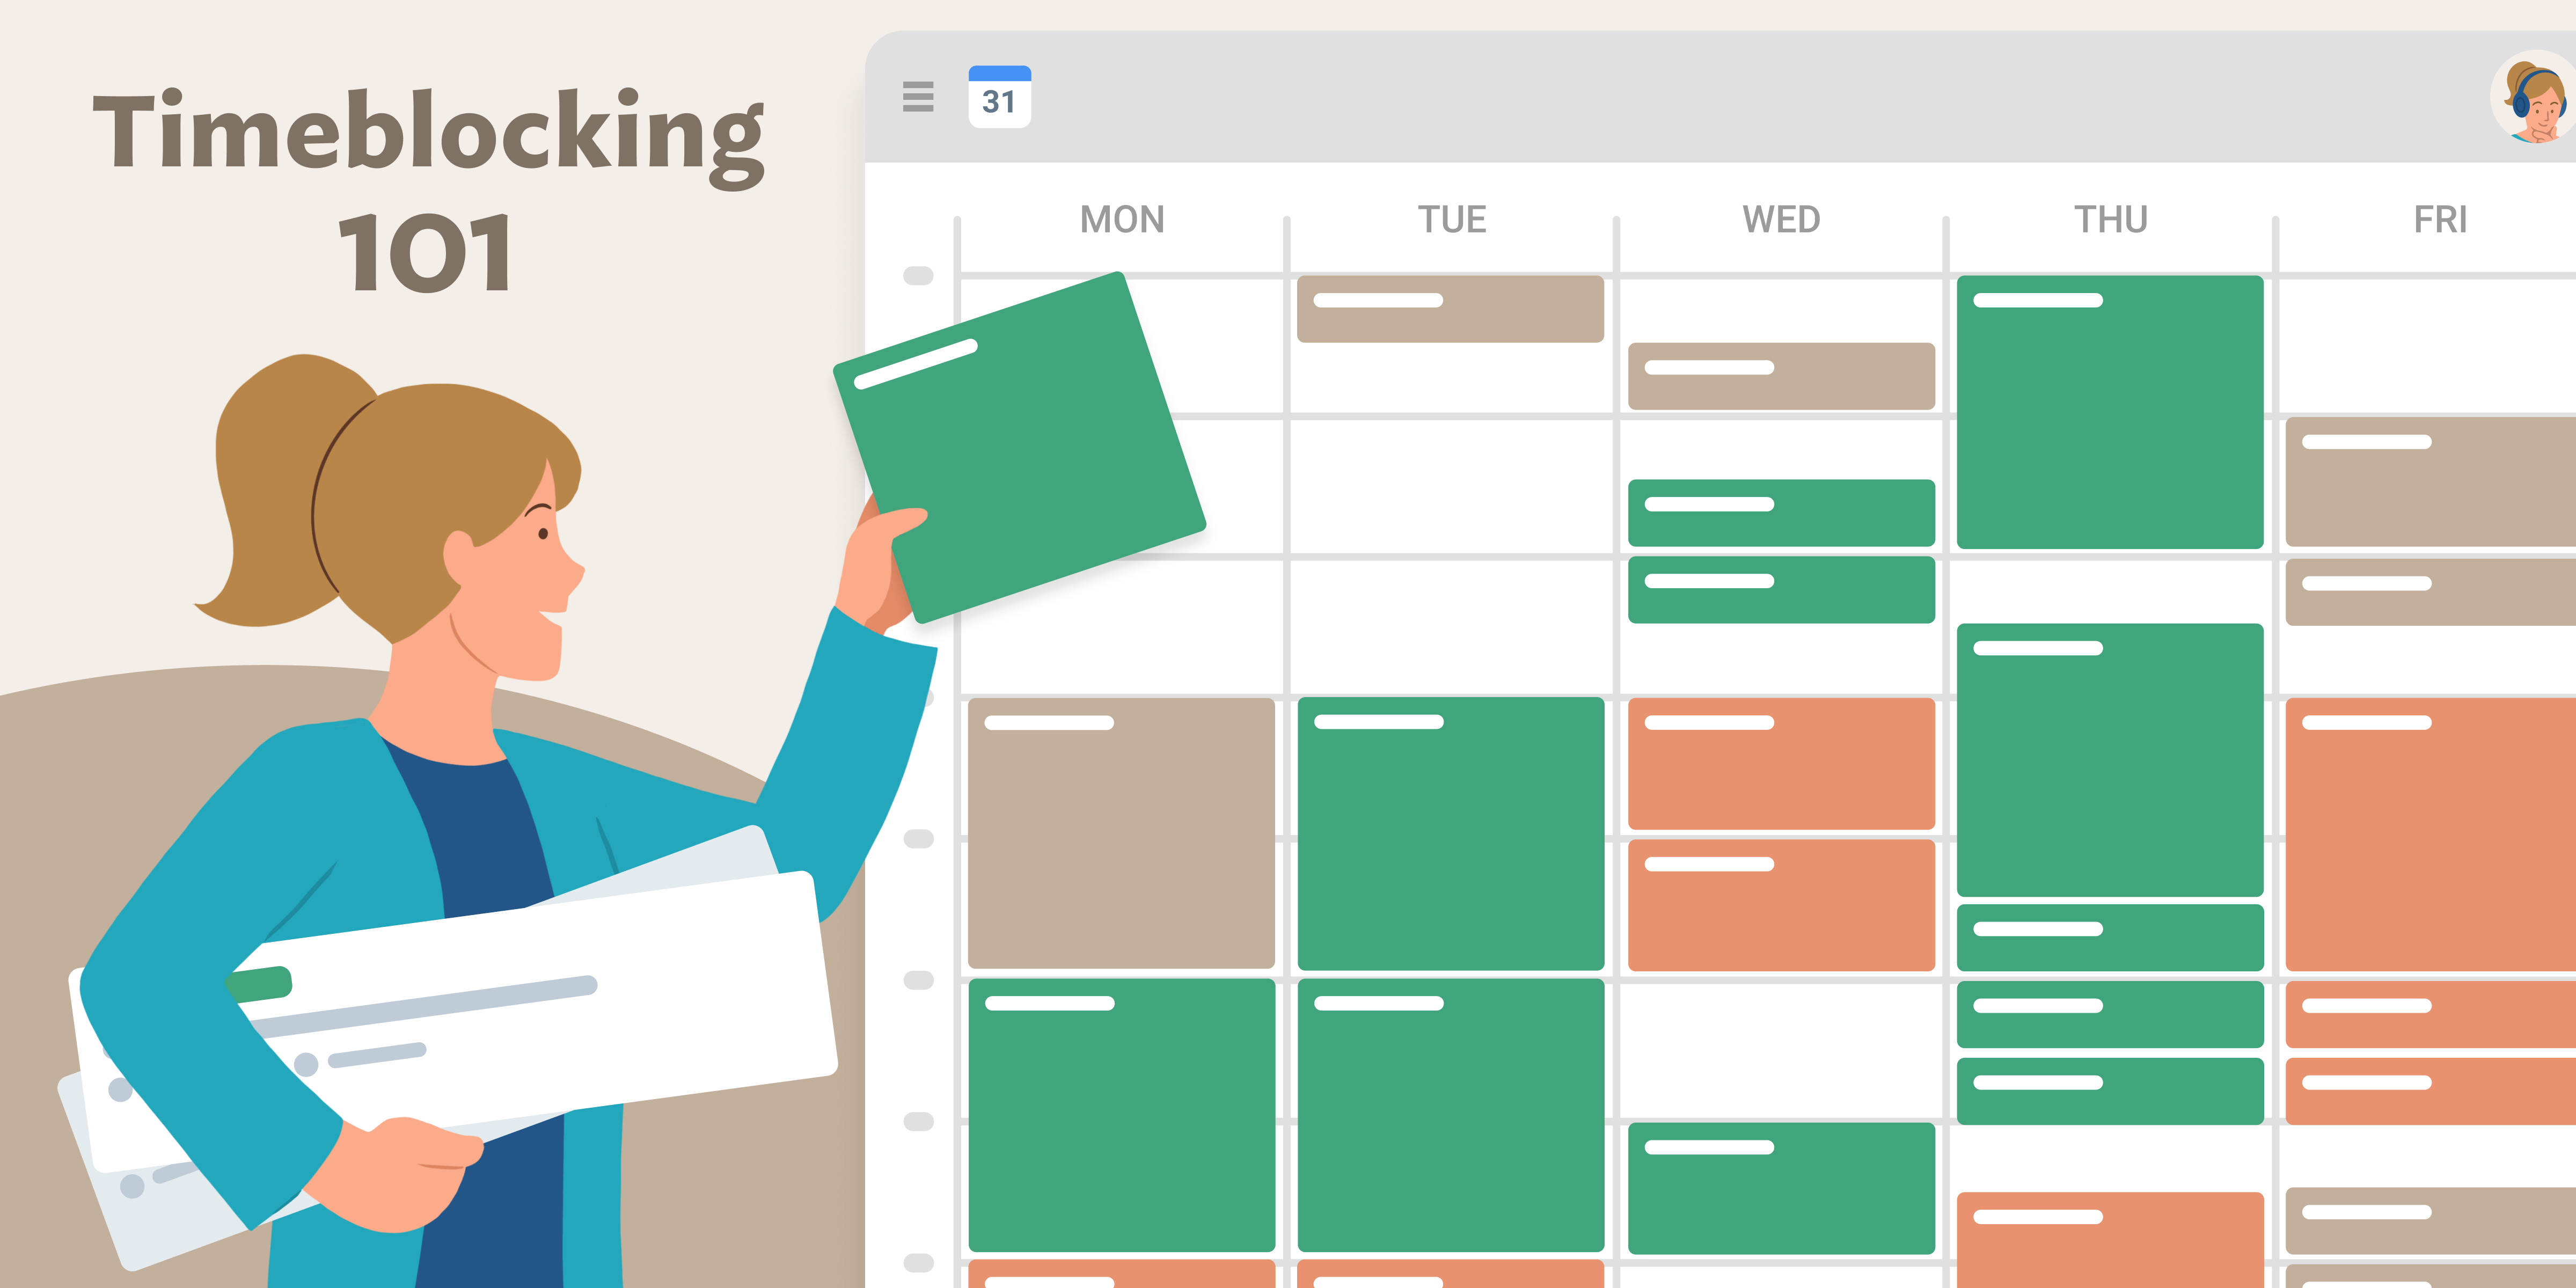 Timeblocking
101
31
MON TUE WED THU FRI